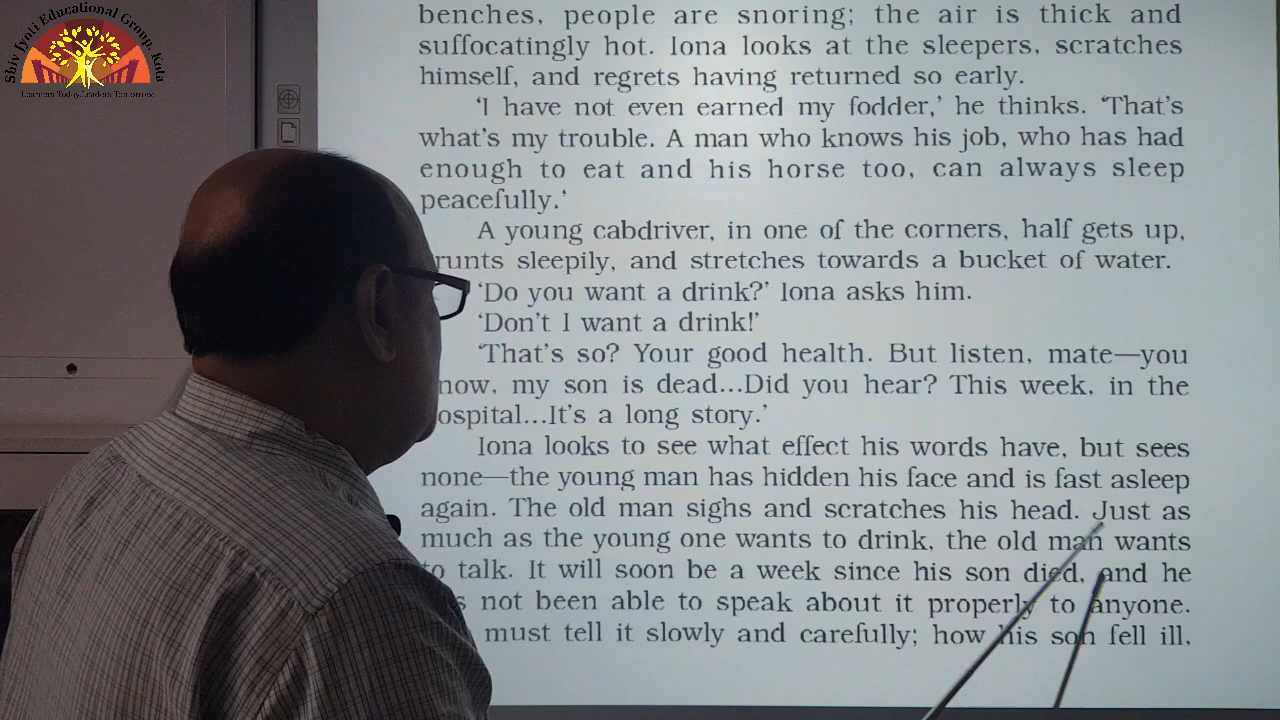 Shiv Jyoti Educational Group, Kota
Learners Today...Leaders Tomorrow...
benches, people are snoring; the air is thick and
suffocatingly hot. Iona looks at the sleepers, scratches
himself, and regrets having returned so early.
‘I have not even earned my fodder,’ he thinks. ‘That’s
what’s my trouble. A man who knows his job, who has had
enough to eat and his horse too, can always sleep
peacefully.’
A young cabdriver, in one of the corners, half gets up,
runts sleepily, and stretches towards a bucket of water.
‘Do you want a drink?’ Iona asks him.
‘Don’t I want a drink!’
‘That’s so? Your good health. But listen, mate—you
now, my son is dead...Did you hear? This week, in the
ospital...It’s a long story.’
Iona looks to see what effect his words have, but sees
none—the young man has hidden his face and is fast asleep
again. The old man sighs and scratches his head. Just as
much as the young one wants to drink, the old man wants
to talk. It will soon be a week since his son died, and he
s not been able to speak about it properly to anyone.
must tell it slowly and carefully; how his son fell ill,